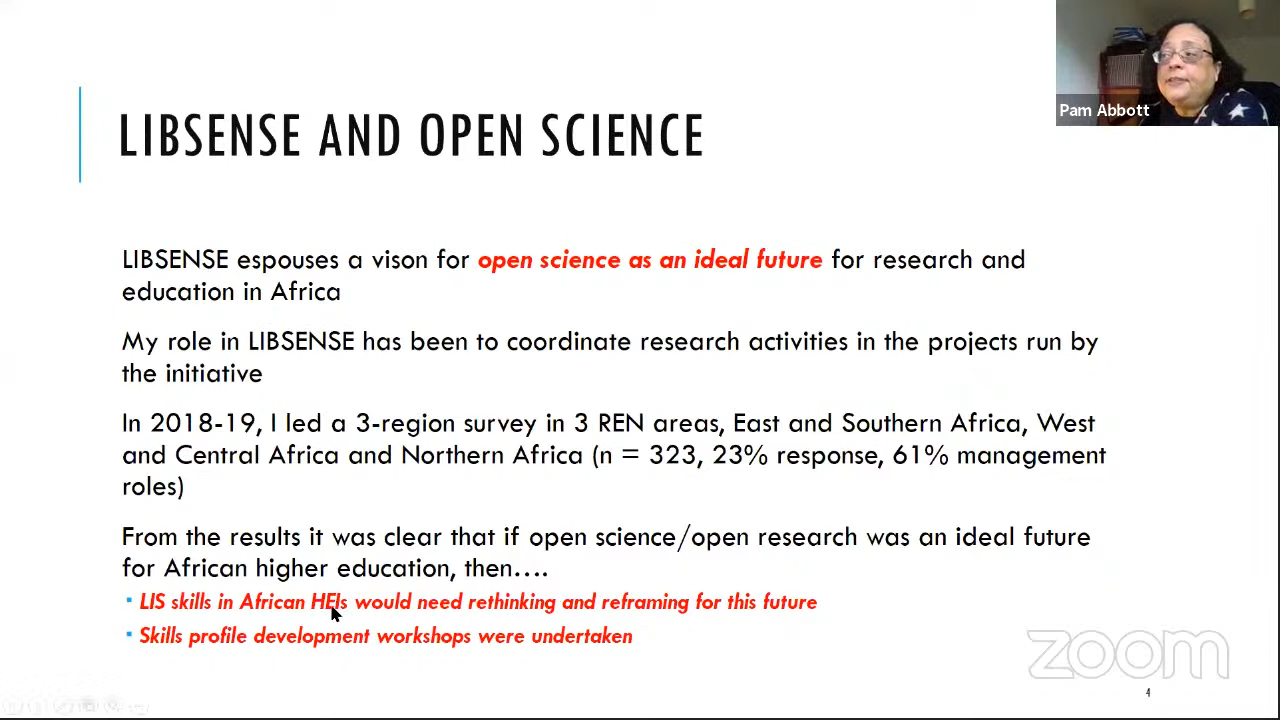 Pam Abbott
LIBSENSE AND OPEN SCIENCE
LIBSENSE espouses a vison for open science as an ideal future for research and
education in Africa
My role in LIBSENSE has been to coordinate research activities in the projects run by
the initiative
In 2018-19, I led a 3-region survey in 3 REN areas, East and Southern Africa, West
and Central Africa and Northern Africa (n = 323, 23% response, 61% management
roles)
From the results it was clear that if open science/open research was an ideal future
for African higher education, then….
▪ LIS skills in African HEIs would need rethinking and reframing for this future
▪ Skills profile development workshops were undertaken
zoom
4